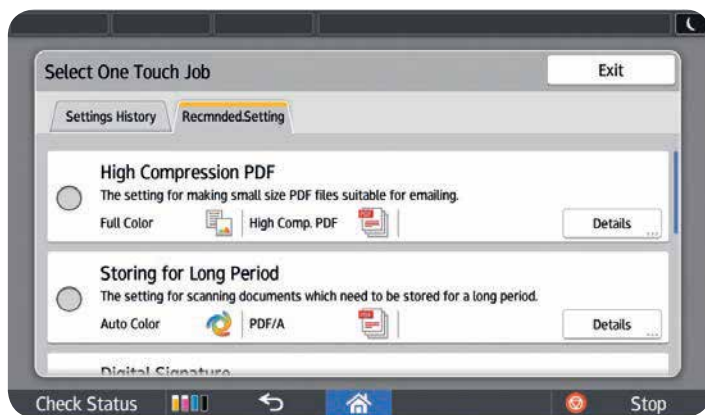 Select One Touch Job
Exit
Settings History
Recmnded.Setting
High Compression PDF
The setting for making small size PDF files suitable for emailing.
Full Color
High Comp. PDF
Details
Storing for Long Period
The setting for scanning documents which need to be stored for a long period.
Auto Color
PDF/A
Details
Digital Signature
Check Status
Stop